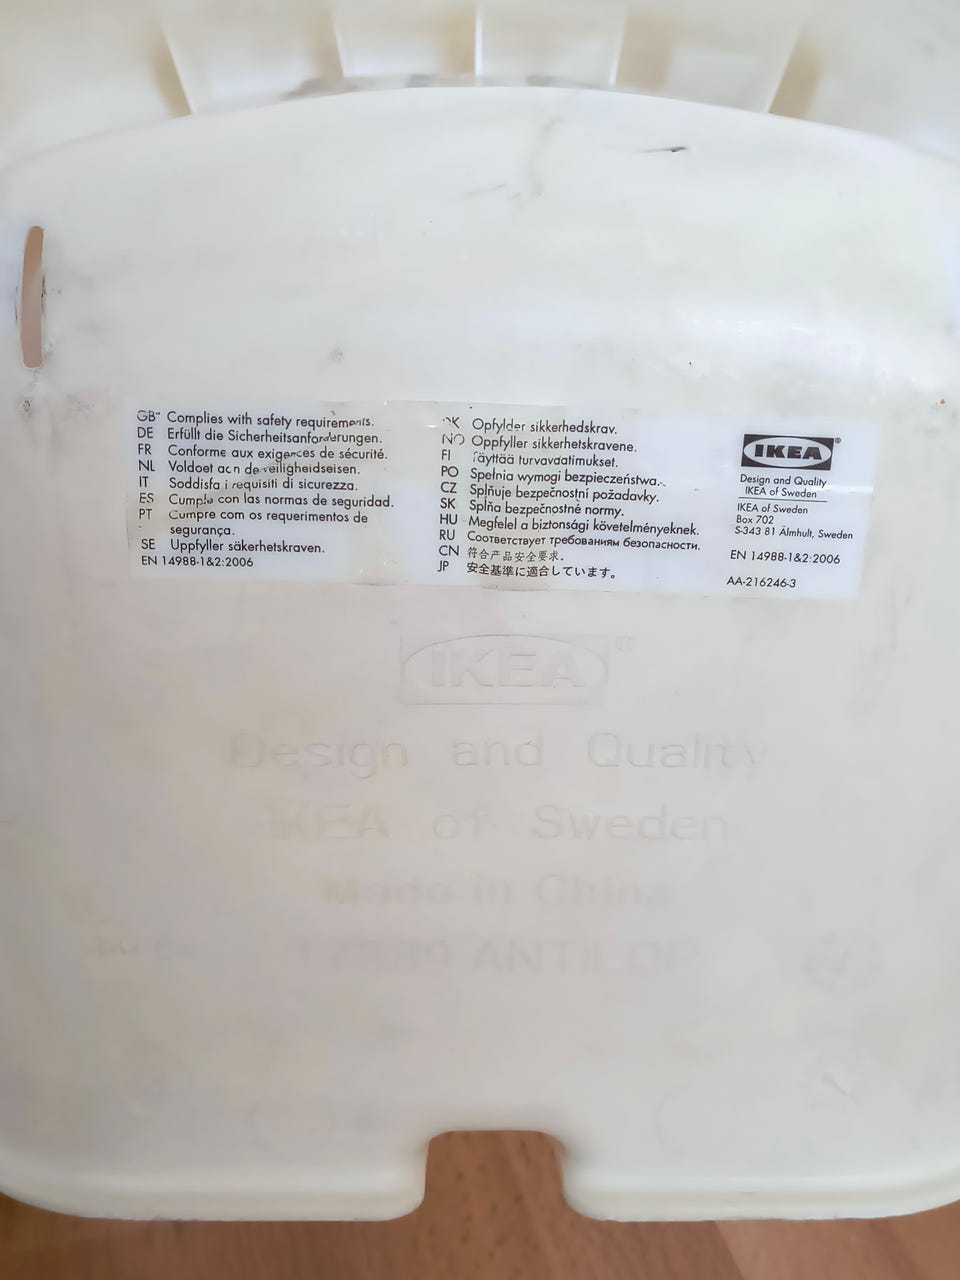 GB Complies with safety requirements.
DE Erfüllt die Sicherheitsanforderungen.
FR Conforme aux exigences de sécurité.
NL Voldoet aan de veiligheidseisen.
IT Soddisfa i requisiti di sicurezza.
ES Cumple con las normas de seguridad.
PT Cumpre com os requerimentos de
segurança.
SE Uppfyller säkerhetskraven.
EN 14988-1&2:2006
DK Opfylder sikkerhedskrav.
NO Oppfyller sikkerhetskravene.
FI Täyttää turvavaatimukset.
PO Spełnia wymogi bezpieczeństwa.
CZ Splňuje bezpečnostní požadavky.
SK Splňa bezpečnostné normy.
HU Megfelel a biztonsági követelményeknek.
RU Соответствует требованиям безопасности.
CN 符合产品安全要求.
JP 安全基準に適合しています。
IKEA®
Design and Quality
IKEA of Sweden
IKEA of Sweden
Box 702
S-343 81 Älmhult, Sweden
EN 14988-1&2:2006
AA-216246-3
IKEA
Design and Quality
IKEA of Sweden
Made in China
ANTILOP